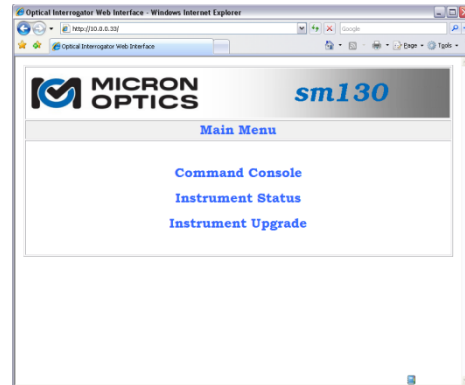 Optical Interrogator Web Interface - Windows Internet Explorer
http://10.0.0.33/
Google
Optical Interrogator Web Interface
Page
Tools
MICRON
OPTICS
sm130
Main Menu
Command Console
Instrument Status
Instrument Upgrade